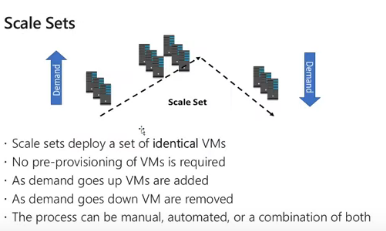 Scale Sets
Demand
Demand
Scale Set
· Scale sets deploy a set of identical VMs
· No pre-provisioning of VMs is required
· As demand goes up VMs are added
· As demand goes down VM are removed
· The process can be manual, automated, or a combination of both